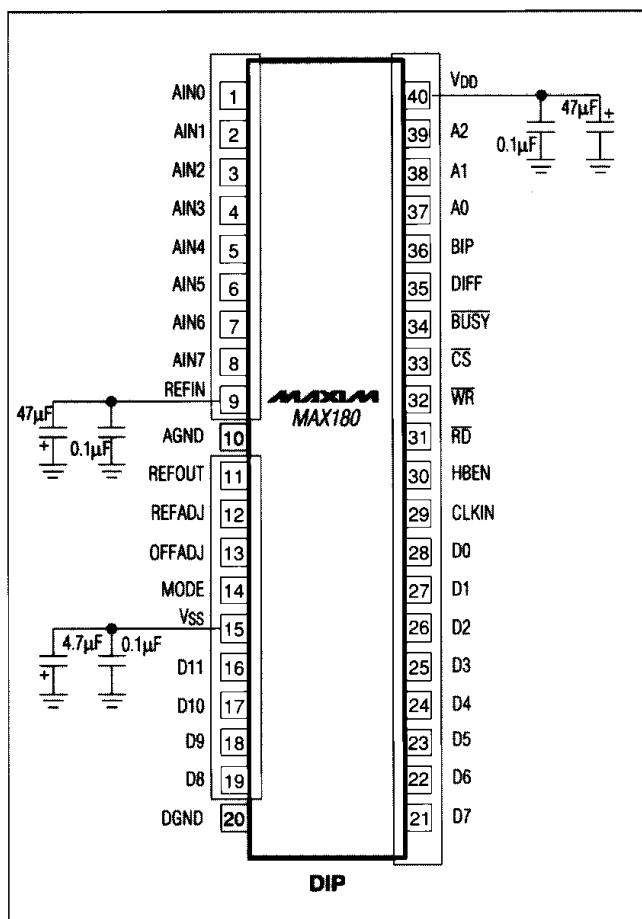 AIN0 1 40 VDD
47µF +
0.1µF
AIN1 2 39 A2
AIN2 3 38 A1
AIN3 4 37 A0
AIN4 5 36 BIP
AIN5 6 35 DIFF
AIN6 7 34 B̅U̅S̅Y̅
AIN7 8 33 C̅S̅
REFIN 9 MAXIM 32 W̅R̅
MAX180
47µF
+ 0.1µF
AGND 10 31 R̅D̅
REFOUT 11 30 HBEN
REFADJ 12 29 CLKIN
OFFADJ 13 28 D0
MODE 14 27 D1
VSS 15 26 D2
4.7µF 0.1µF
+
D11 16 25 D3
D10 17 24 D4
D9 18 23 D5
D8 19 22 D6
DGND 20 21 D7
DIP